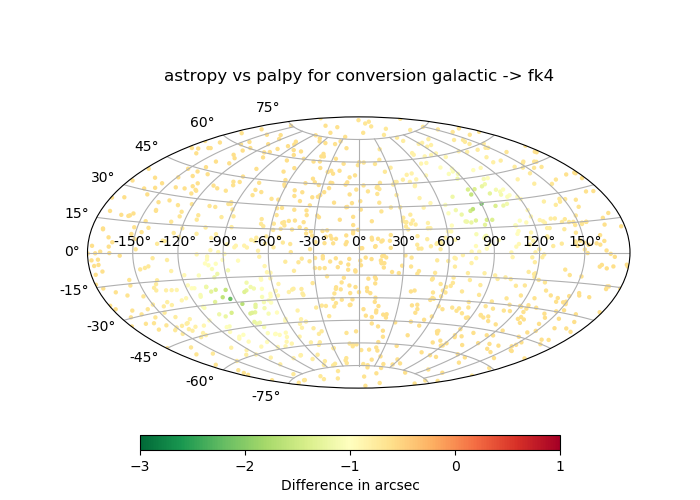 astropy vs palpy for conversion galactic -> fk4
75°
60°
45°
30°
15°
-150° -120° -90° -60° -30° 0° 30° 60° 90° 120° 150°
0°
-15°
-30°
-45°
-60°
-75°
−3 −2 −1 0 1
Difference in arcsec